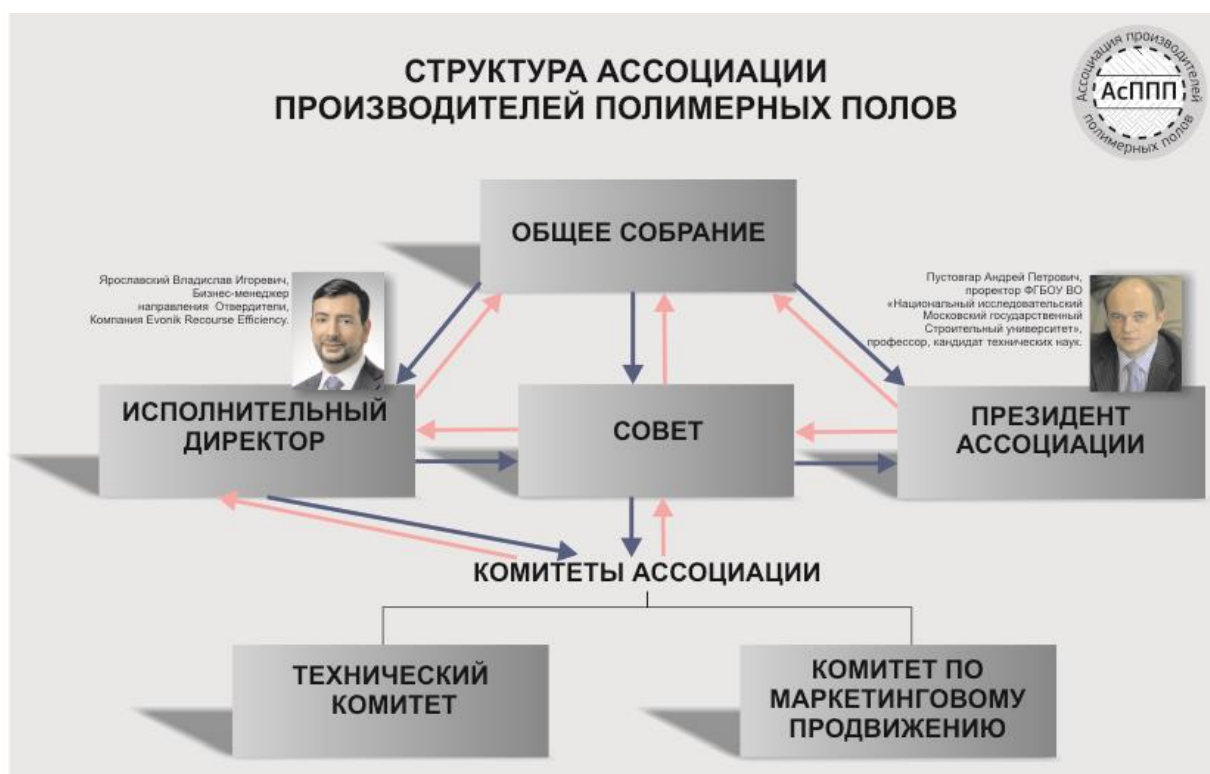 СТРУКТУРА АССОЦИАЦИИ
ПРОИЗВОДИТЕЛЕЙ ПОЛИМЕРНЫХ ПОЛОВ
Ассоциация производителей
АсППП
полимерных полов
ОБЩЕЕ СОБРАНИЕ
Ярославский Владислав Игоревич,
Бизнес-менеджер
направления Отвердители,
Компания Evonik Recourse Efficiency.
Пустовгар Андрей Петрович,
проректор ФГБОУ ВО
«Национальный исследовательский
Московский государственный
Строительный университет»,
профессор, кандидат технических наук.
ИСПОЛНИТЕЛЬНЫЙ
ДИРЕКТОР
СОВЕТ
ПРЕЗИДЕНТ
АССОЦИАЦИИ
КОМИТЕТЫ АССОЦИАЦИИ
ТЕХНИЧЕСКИЙ
КОМИТЕТ
КОМИТЕТ ПО
МАРКЕТИНГОВОМУ
ПРОДВИЖЕНИЮ